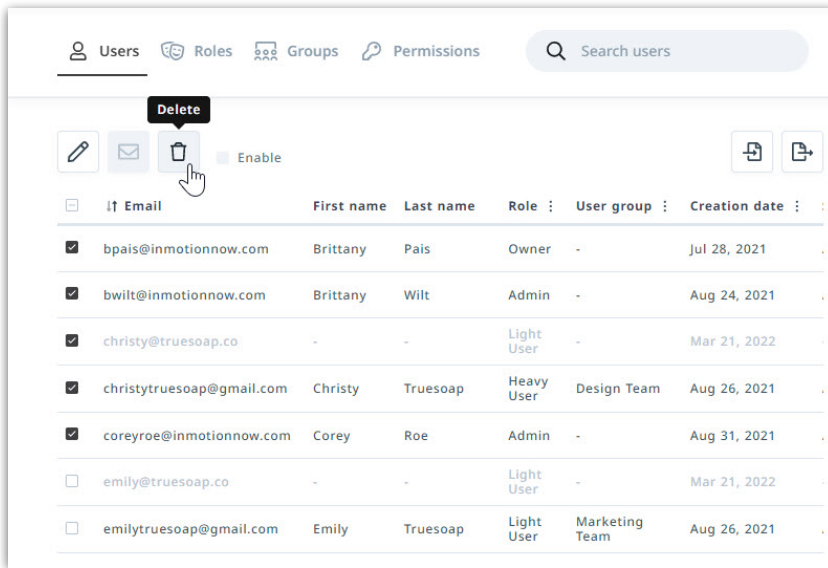 Users Roles Groups Permissions Search users
Delete
Enable
Email First name Last name Role User group Creation date
bpais@inmotionnow.com Brittany Pais Owner - Jul 28, 2021
bwilt@inmotionnow.com Brittany Wilt Admin - Aug 24, 2021
christy@truesoap.co - - Light User - Mar 21, 2022
christytruesoap@gmail.com Christy Truesoap Heavy User Design Team Aug 26, 2021
coreyroe@inmotionnow.com Corey Roe Admin - Aug 31, 2021
emily@truesoap.co - - Light User - Mar 21, 2022
emilytruesoap@gmail.com Emily Truesoap Light User Marketing Team Aug 26, 2021